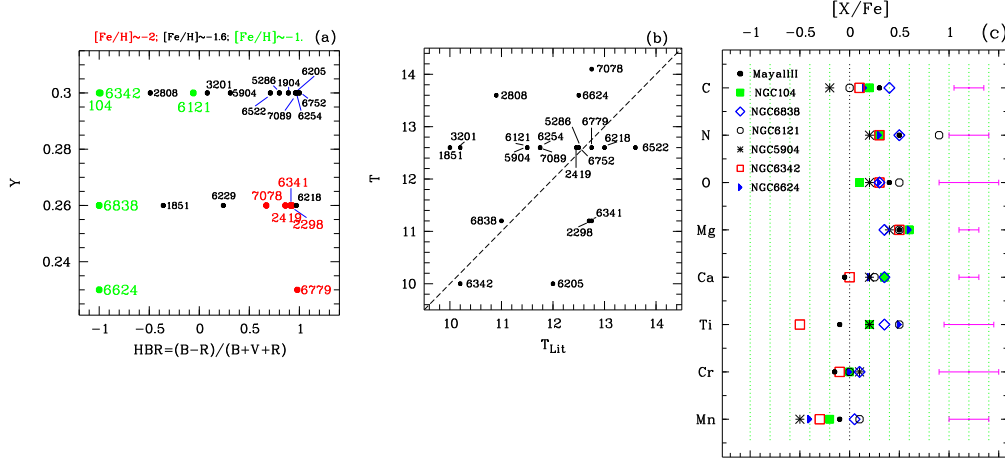 [Fe/H]~-2; [Fe/H]~-1.6; [Fe/H]~-1. (a)
0.3
0.28
0.26
0.24
Y
6342
104
2808
6121
3201
5904
5286
1904
6205
6522
7089
6254
6752
6838
1851
6229
7078
6341
2419
2298
6218
6624
6779
-1 -0.5 0 0.5 1
HBR=(B-R)/(B+V+R)
(b)
14
13
12
11
10
T
7078
2808
6624
3201
1851
6121
5904
6254
7089
5286
6779
2419
6752
6218
6522
6838
6341
2298
6342
6205
10 11 12 13 14
T_Lit
[X/Fe]
-1 -0.5 0 0.5 1
(c)
MayallII
NGC104
NGC6838
NGC6121
NGC5904
NGC6342
NGC6624
C
N
O
Mg
Ca
Ti
Cr
Mn